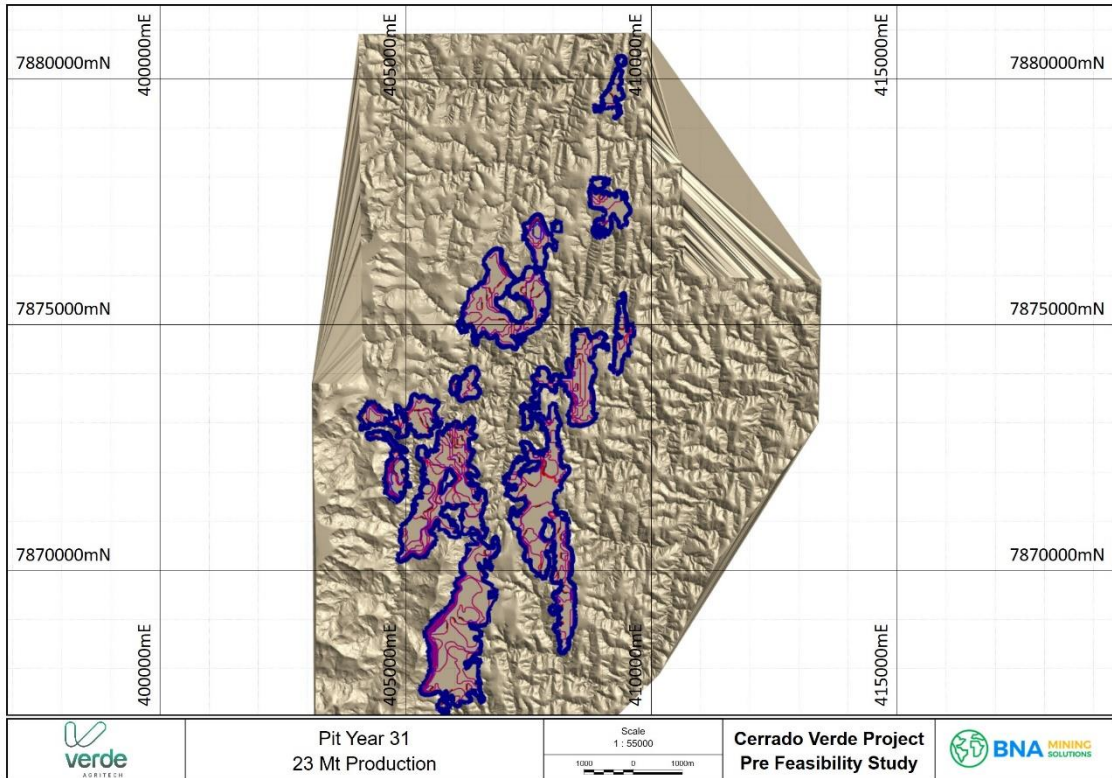 400000mE
405000mE
410000mE
415000mE
7880000mN
7880000mN
7875000mN
7875000mN
7870000mN
7870000mN
400000mE
405000mE
410000mE
415000mE
verde
AGRITECH
Pit Year 31
23 Mt Production
Scale
1 : 55000
1000 0 1000m
Cerrado Verde Project
Pre Feasibility Study
BNA MINING
SOLUTIONS